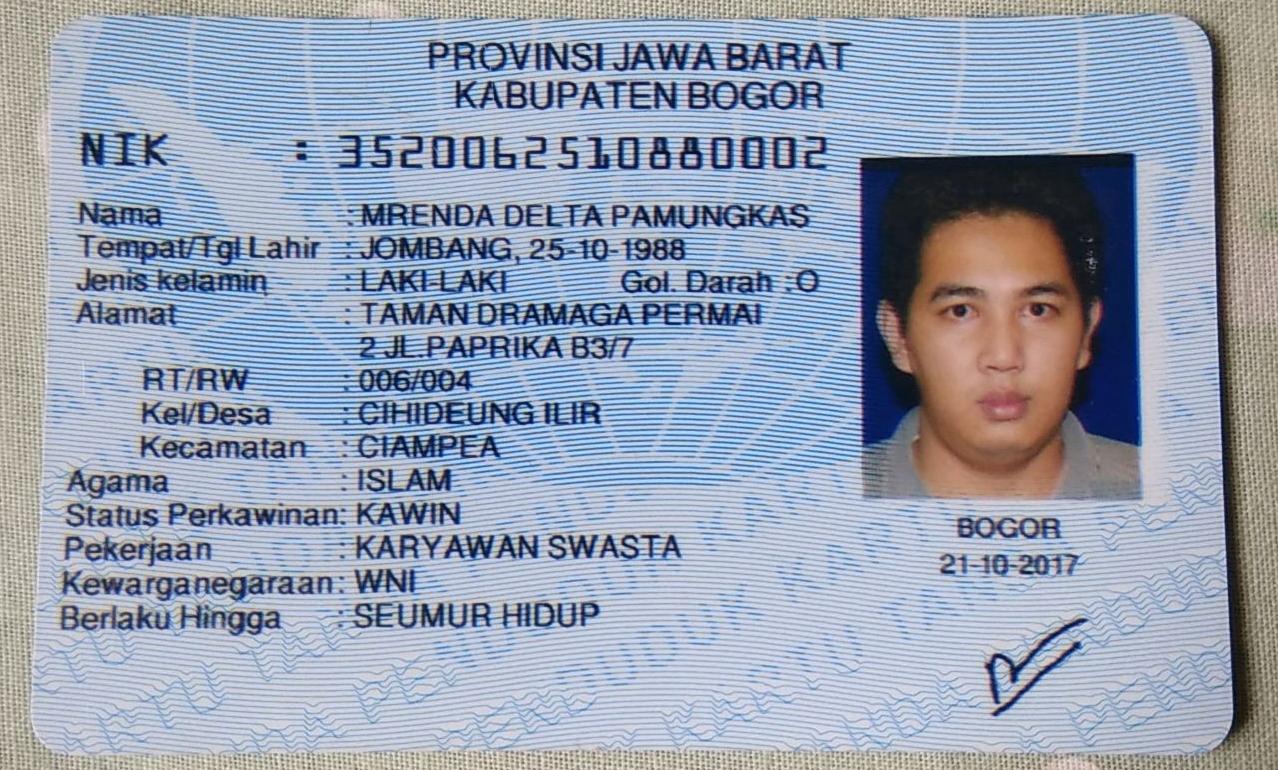 PROVINSI JAWA BARAT
KABUPATEN BOGOR
NIK : 3520062510880002
Nama : MRENDA DELTA PAMUNGKAS
Tempat/Tgl Lahir : JOMBANG, 25-10-1988
Jenis kelamin : LAKI-LAKI Gol. Darah :O
Alamat : TAMAN DRAMAGA PERMAI
2 JL.PAPRIKA B3/7
RT/RW : 006/004
Kel/Desa : CIHIDEUNG ILIR
Kecamatan : CIAMPEA
Agama : ISLAM
Status Perkawinan: KAWIN
Pekerjaan : KARYAWAN SWASTA
Kewarganegaraan: WNI
Berlaku Hingga : SEUMUR HIDUP
BOGOR
21-10-2017